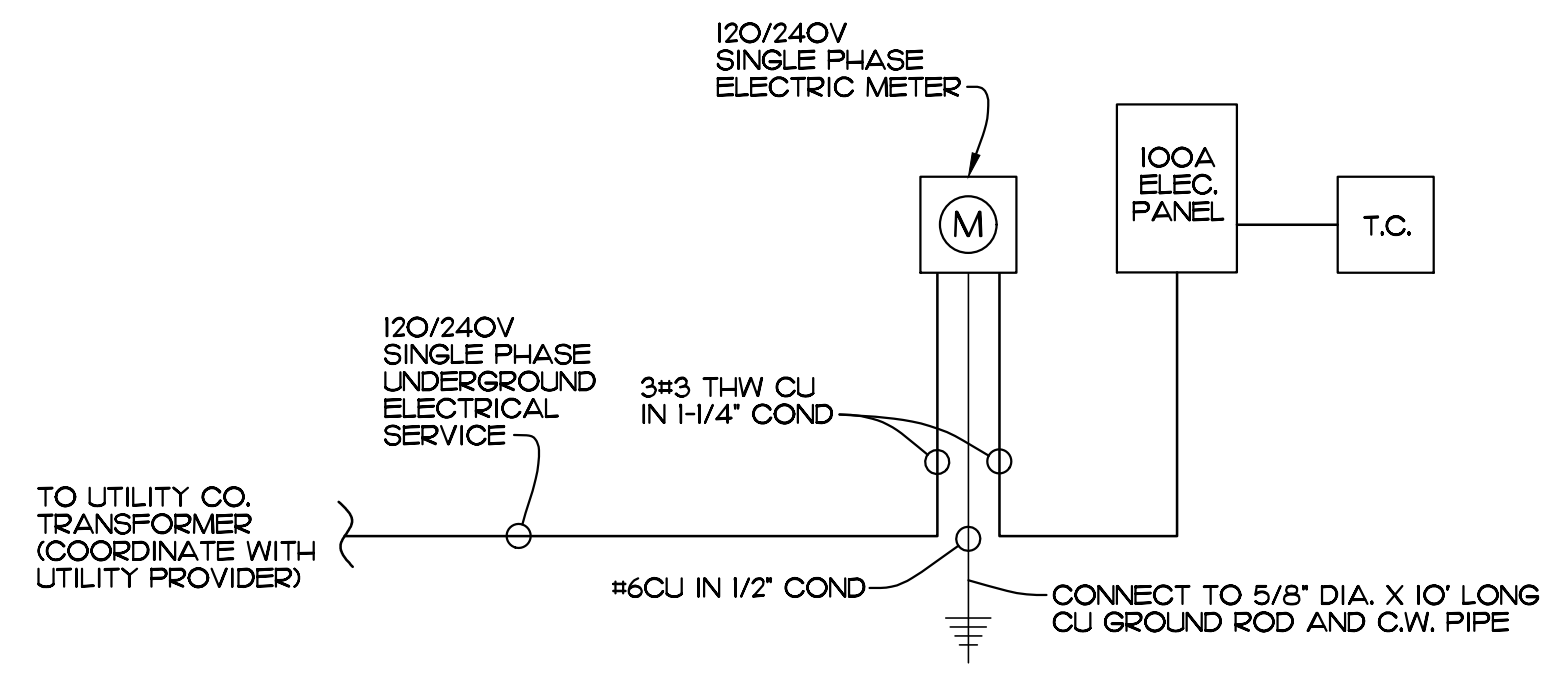 120/240V
SINGLE PHASE
ELECTRIC METER
100A
ELEC.
PANEL
M
T.C.
120/240V
SINGLE PHASE
UNDERGROUND
ELECTRICAL
SERVICE
3#3 THW CU
IN 1-1/4" COND
TO UTILITY CO.
TRANSFORMER
(COORDINATE WITH
UTILITY PROVIDER)
#6CU IN 1/2" COND
CONNECT TO 5/8" DIA. X 10' LONG
CU GROUND ROD AND C.W. PIPE